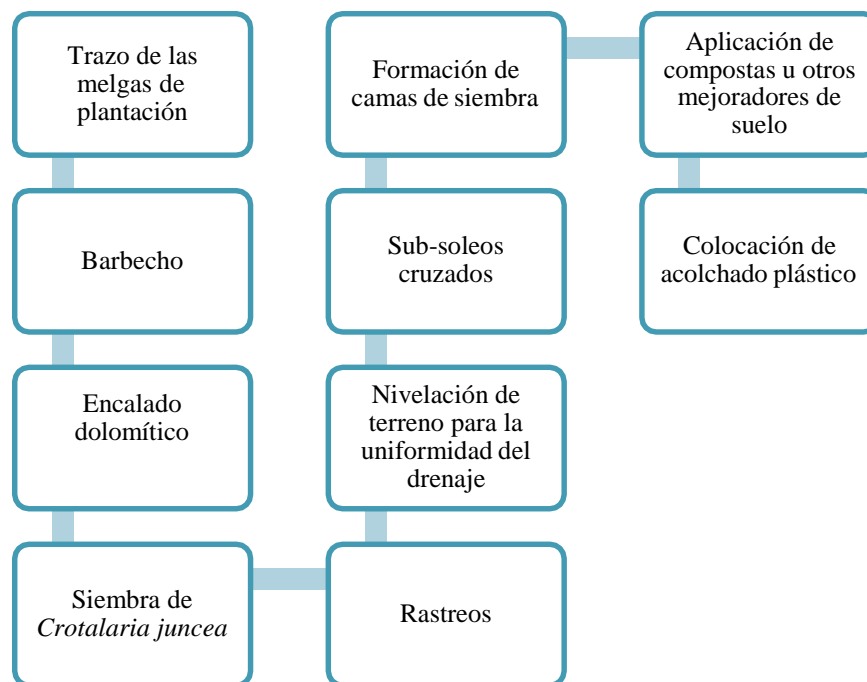 Trazo de las
melgas de
plantación
Barbecho
Encalado
dolomítico
Siembra de
Crotalaria juncea
Rastreos
Nivelación de
terreno para la
uniformidad del
drenaje
Sub-soleos
cruzados
Formación de
camas de siembra
Aplicación de
compostas u otros
mejoradores de
suelo
Colocación de
acolchado plástico